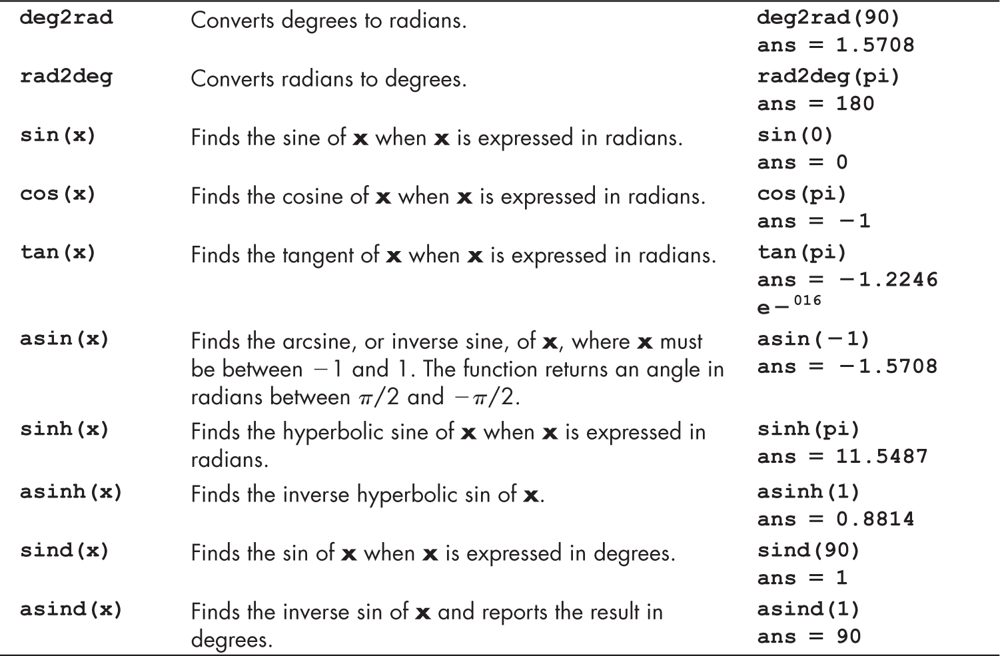 deg2rad Converts degrees to radians. deg2rad(90)
ans = 1.5708
rad2deg Converts radians to degrees. rad2deg(pi)
ans = 180
sin(x) Finds the sine of x when x is expressed in radians. sin(0)
ans = 0
cos(x) Finds the cosine of x when x is expressed in radians. cos(pi)
ans = −1
tan(x) Finds the tangent of x when x is expressed in radians. tan(pi)
ans = −1.2246
e−⁰¹⁶
asin(x) Finds the arcsine, or inverse sine, of x, where x must asin(−1)
be between −1 and 1. The function returns an angle in ans = −1.5708
radians between π/2 and −π/2.
sinh(x) Finds the hyperbolic sine of x when x is expressed in sinh(pi)
radians. ans = 11.5487
asinh(x) Finds the inverse hyperbolic sin of x. asinh(1)
ans = 0.8814
sind(x) Finds the sin of x when x is expressed in degrees. sind(90)
ans = 1
asind(x) Finds the inverse sin of x and reports the result in asind(1)
degrees. ans = 90